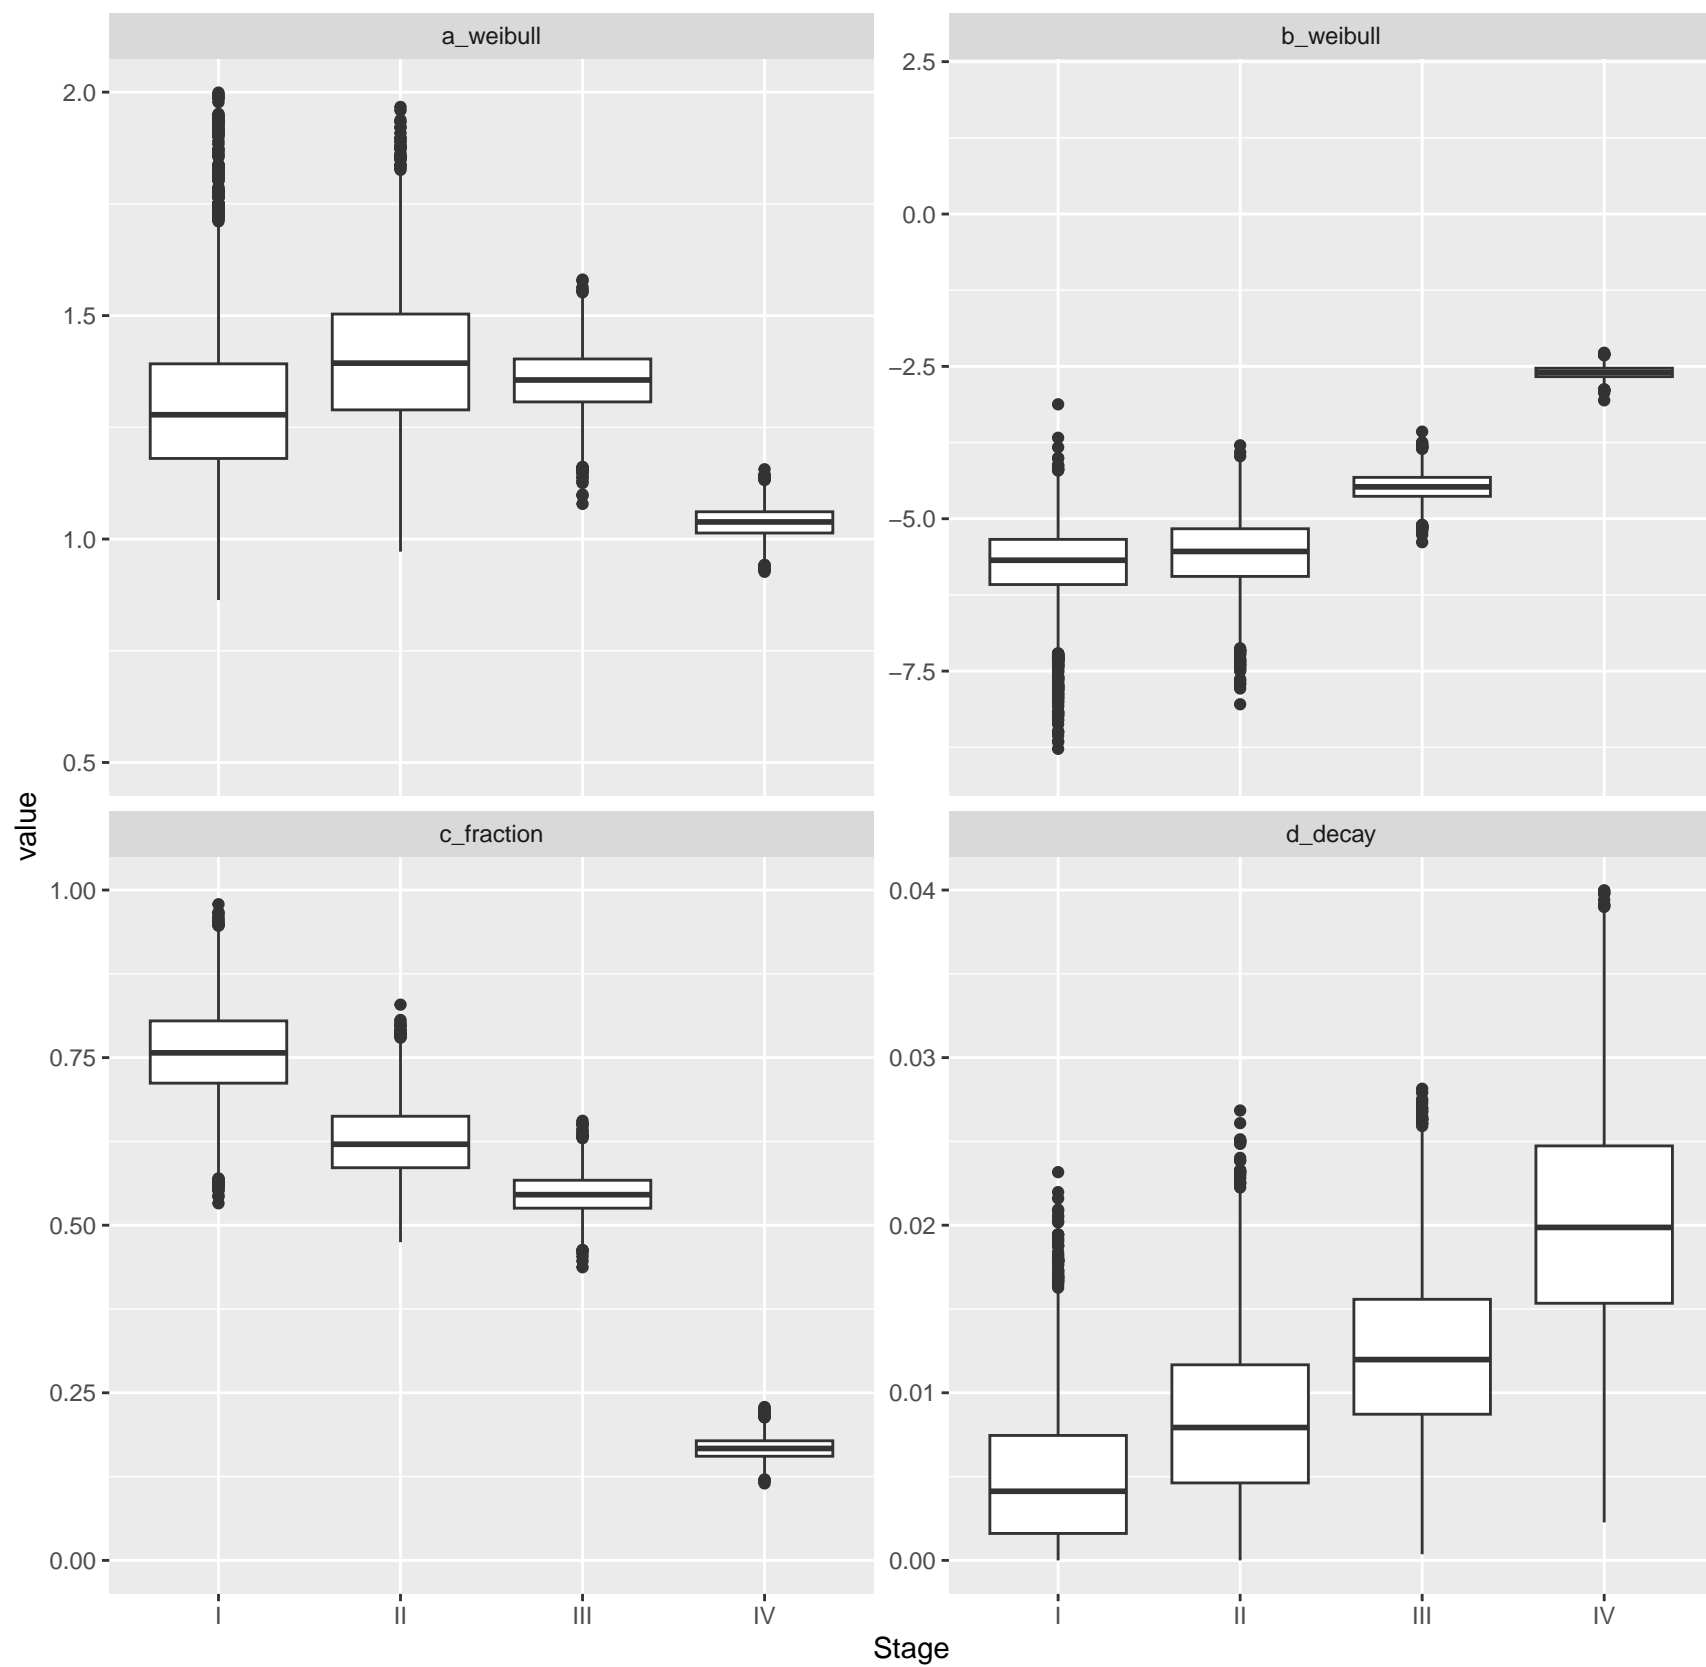 a_weibull
b_weibull
2.0
1.5
1.0
0.5
2.5
0.0
−2.5
−5.0
−7.5
value
c_fraction
d_decay
1.00
0.75
0.50
0.25
0.00
0.04
0.03
0.02
0.01
0.00
I II III IV
I II III IV
Stage